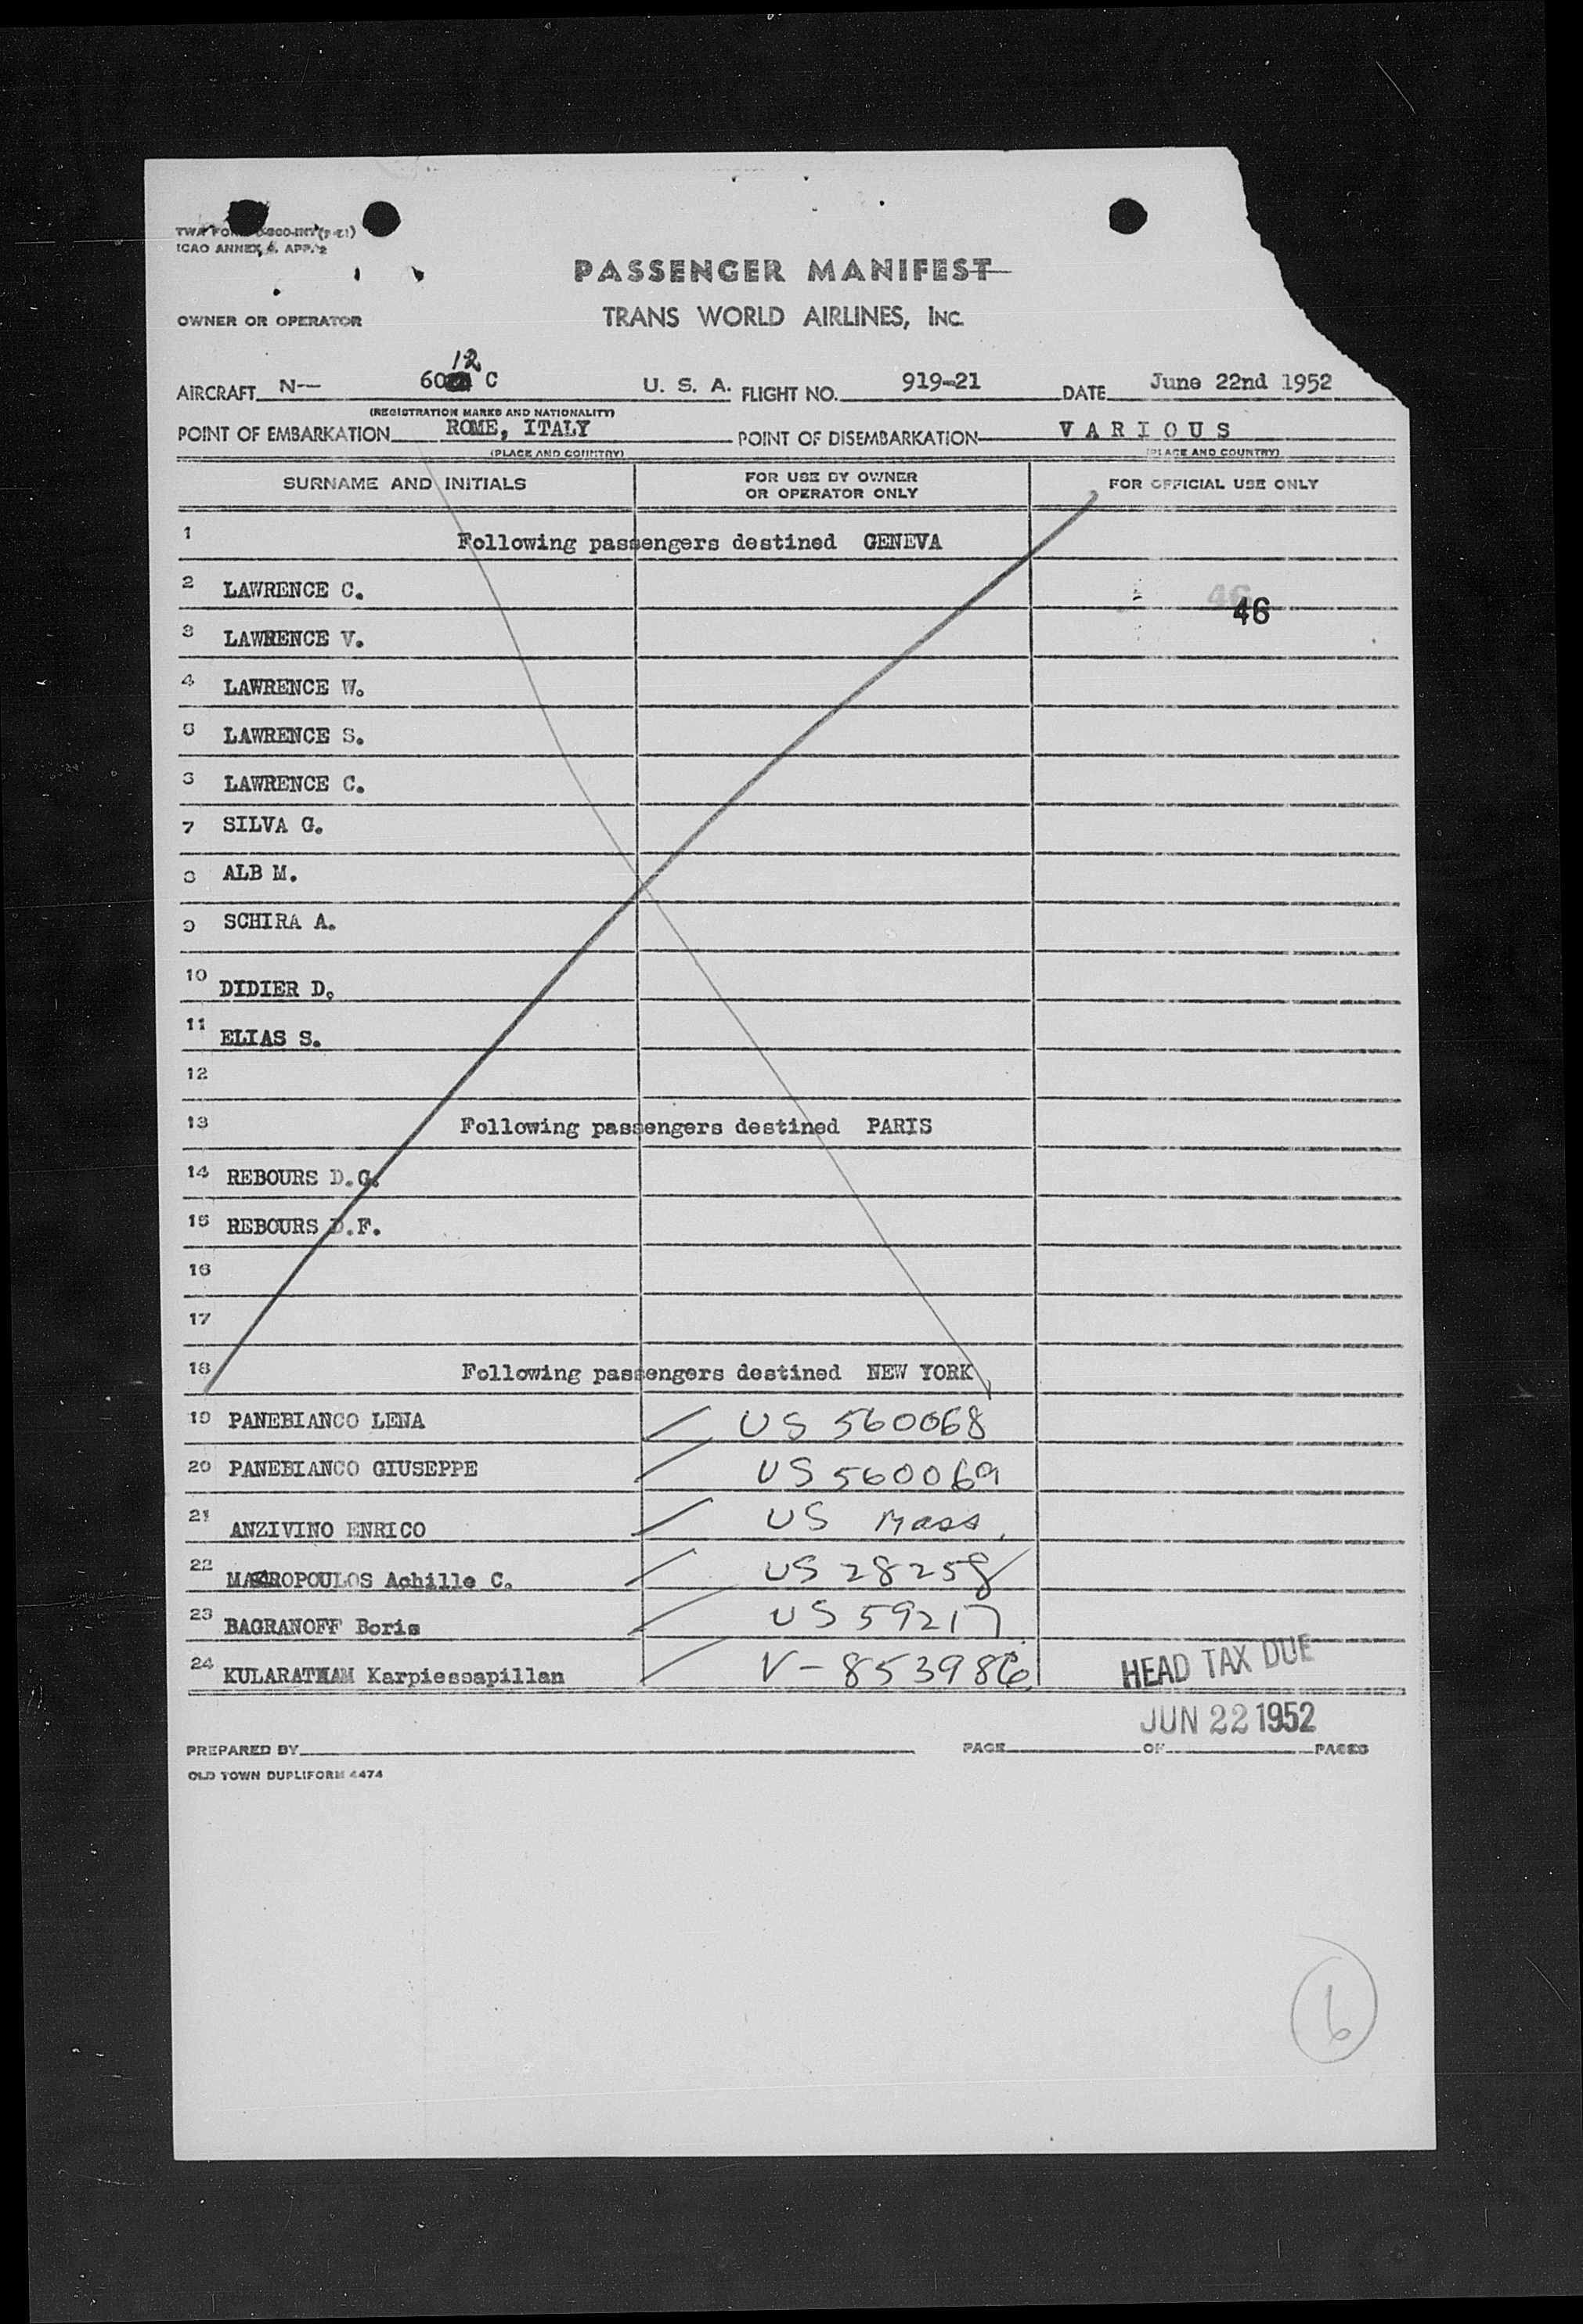 ICAO ANNEX 6. APP. 2
PASSENGER MANIFEST
OWNER OR OPERATOR TRANS WORLD AIRLINES, INC.
12
AIRCRAFT N— 60 C U. S. A. FLIGHT NO. 919-21 DATE June 22nd 1952
(REGISTRATION MARKS AND NATIONALITY)
POINT OF EMBARKATION ROME, ITALY POINT OF DISEMBARKATION V A R I O U S
(PLACE AND COUNTRY) (PLACE AND COUNTRY)
SURNAME AND INITIALS FOR USE BY OWNER OR OPERATOR ONLY FOR OFFICIAL USE ONLY
1 Following passengers destined GENEVA
2 LAWRENCE C.
46
46
3 LAWRENCE V.
4 LAWRENCE W.
5 LAWRENCE S.
6 LAWRENCE C.
7 SILVA G.
8 ALB M.
9 SCHIRA A.
10 DIDIER D.
11 ELIAS S.
12
13 Following passengers destined PARIS
14 REBOURS D.G.
15 REBOURS D.F.
16
17
18 Following passengers destined NEW YORK
19 PANEBIANCO LENA US 560068
20 PANEBIANCO GIUSEPPE US 560069
21 ANZIVINO ENRICO US Mass.
22 Achille C. US 28258
23 BAGRANOFF Boris US 59217
24 KULARATNAM Karpiessapillan V-853986
HEAD TAX DUE
JUN 22 1952
PREPARED BY PAGE OF PAGES
OLD TOWN DUPLIFORM 4474
6